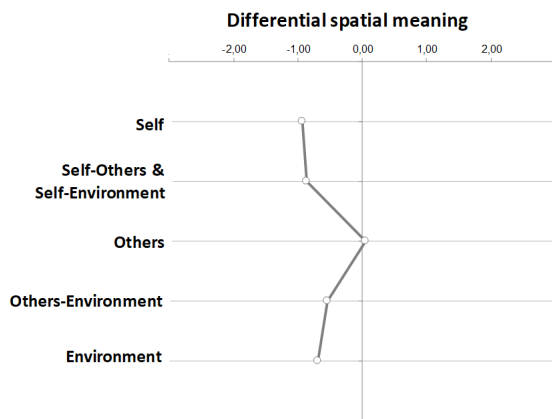 Differential spatial meaning
-2,00 -1,00 0,00 1,00 2,00
Self
Self-Others &
Self-Environment
Others
Others-Environment
Environment